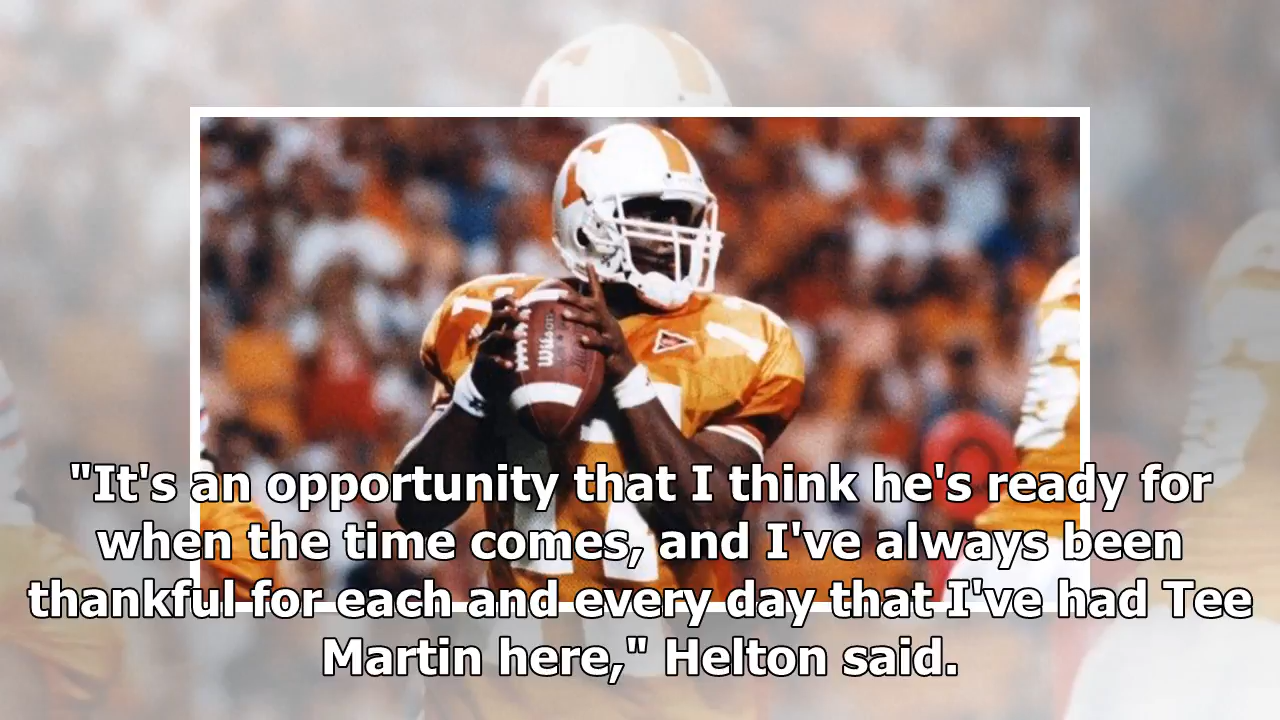 Wilson
"It's an opportunity that I think he's ready for
when the time comes, and I've always been
thankful for each and every day that I've had Tee
Martin here," Helton said.